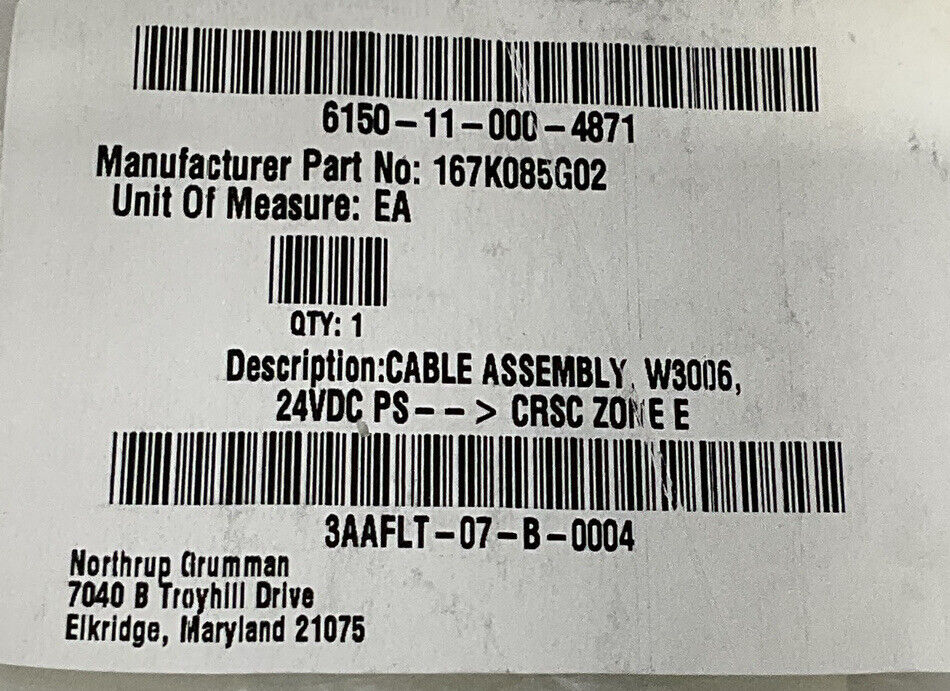 6150-11-000-4871
Manufacturer Part No: 167K085G02
Unit Of Measure: EA
QTY: 1
Description:CABLE ASSEMBLY, W3006,
24VDC PS--> CRSC ZONE E
3AAFLT-07-B-0004
Northrup Grumman
7040 B Troyhill Drive
Elkridge, Maryland 21075